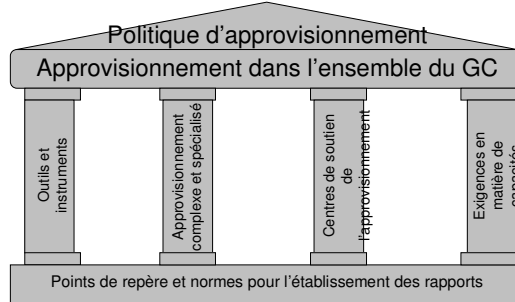 Politique d'approvisionnement
Approvisionnement dans l'ensemble du GC
Outils et
instruments
Approvisionnement
complexe et spécialisé
Centres de soutien
de
l'approvisionnement
Exigences en
matière de
capacités
Points de repère et normes pour l'établissement des rapports